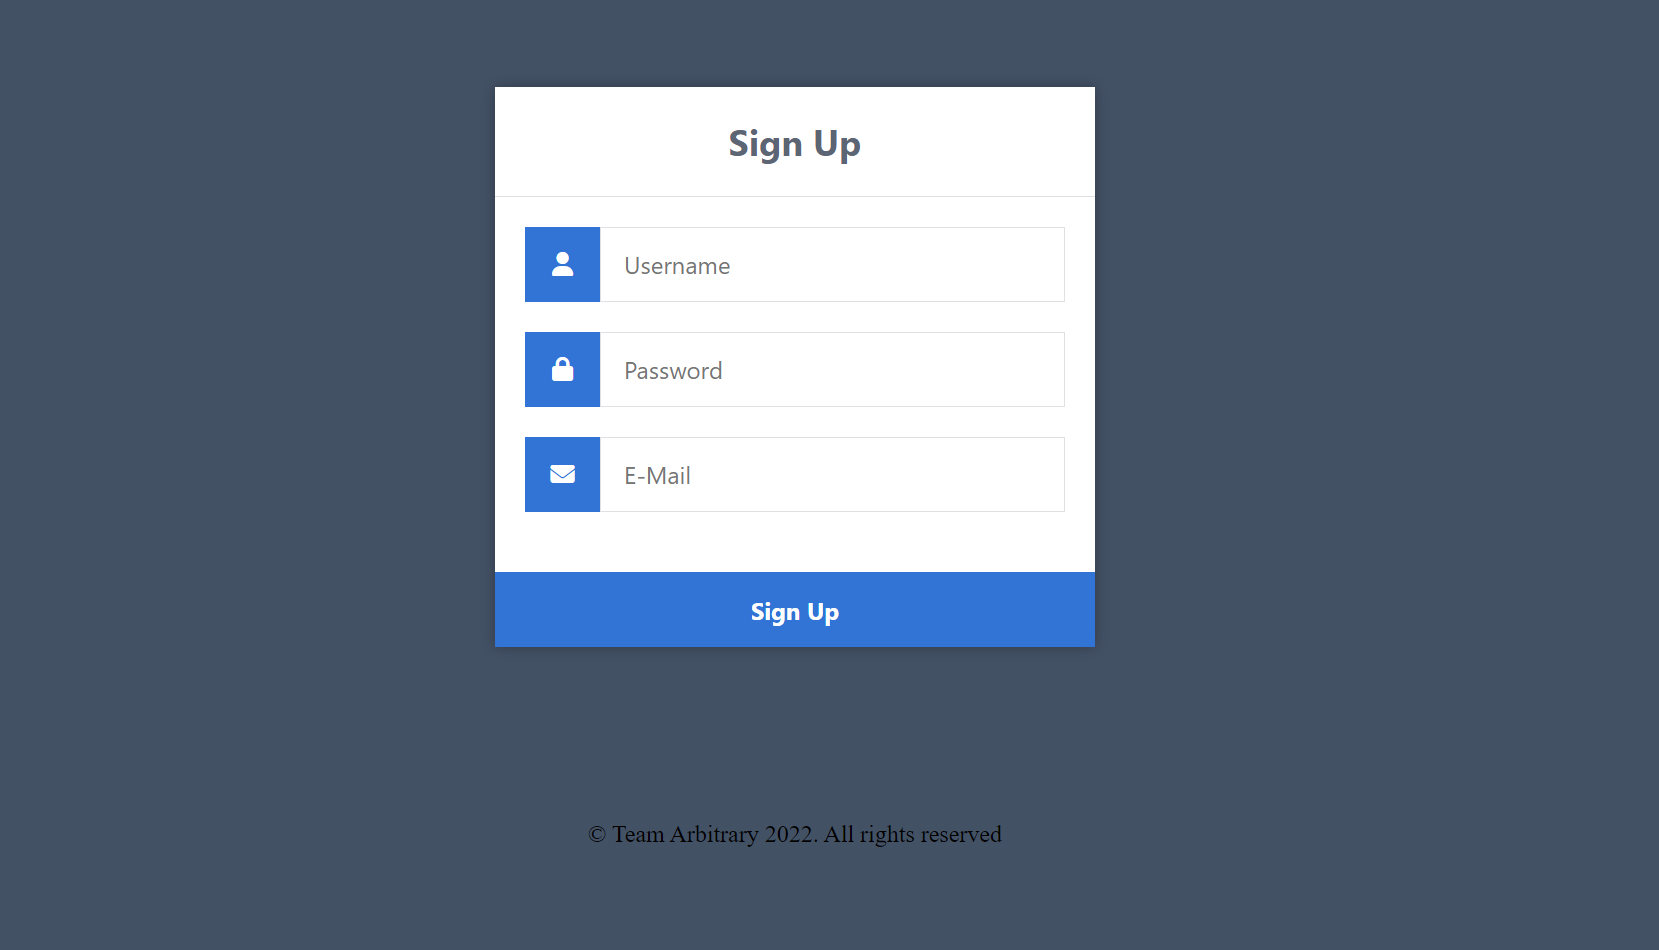 Sign Up
Username
Password
E-Mail
Sign Up
© Team Arbitrary 2022. All rights reserved